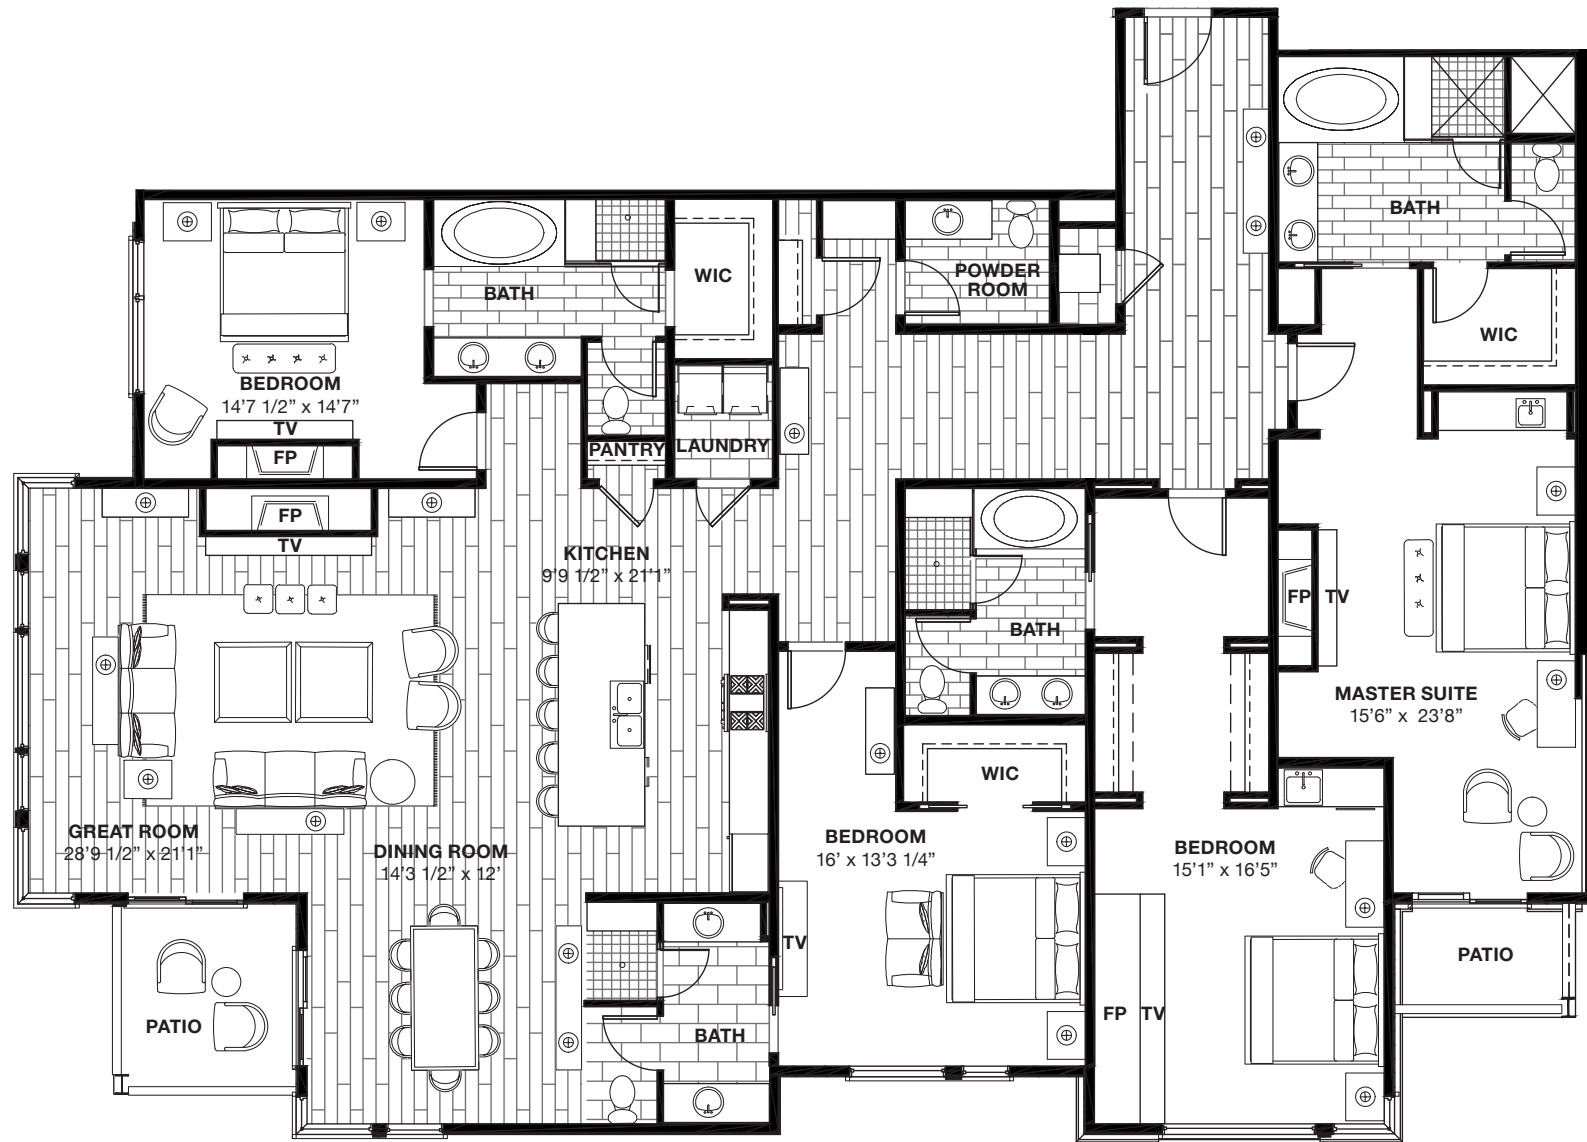 BATH
WIC
POWDER
ROOM
BATH
WIC
BEDROOM
14'7 1/2” x 14'7”
TV
FP
PANTRY
LAUNDRY
FP
TV
KITCHEN
9'9 1/2” x 21'1”
BATH
FP
TV
MASTER SUITE
15'6” x 23'8”
WIC
GREAT ROOM
28'9 1/2” x 21'1”
DINING ROOM
14'3 1/2” x 12'
BEDROOM
16' x 13'3 1/4”
BEDROOM
15'1” x 16'5”
TV
PATIO
PATIO
BATH
FP
TV